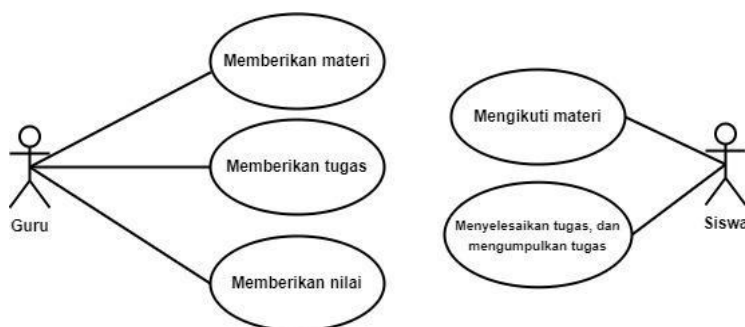 Memberikan materi
Mengikuti materi
Memberikan tugas
Guru
Menyelesaikan tugas, dan
mengumpulkan tugas
Siswa
Memberikan nilai